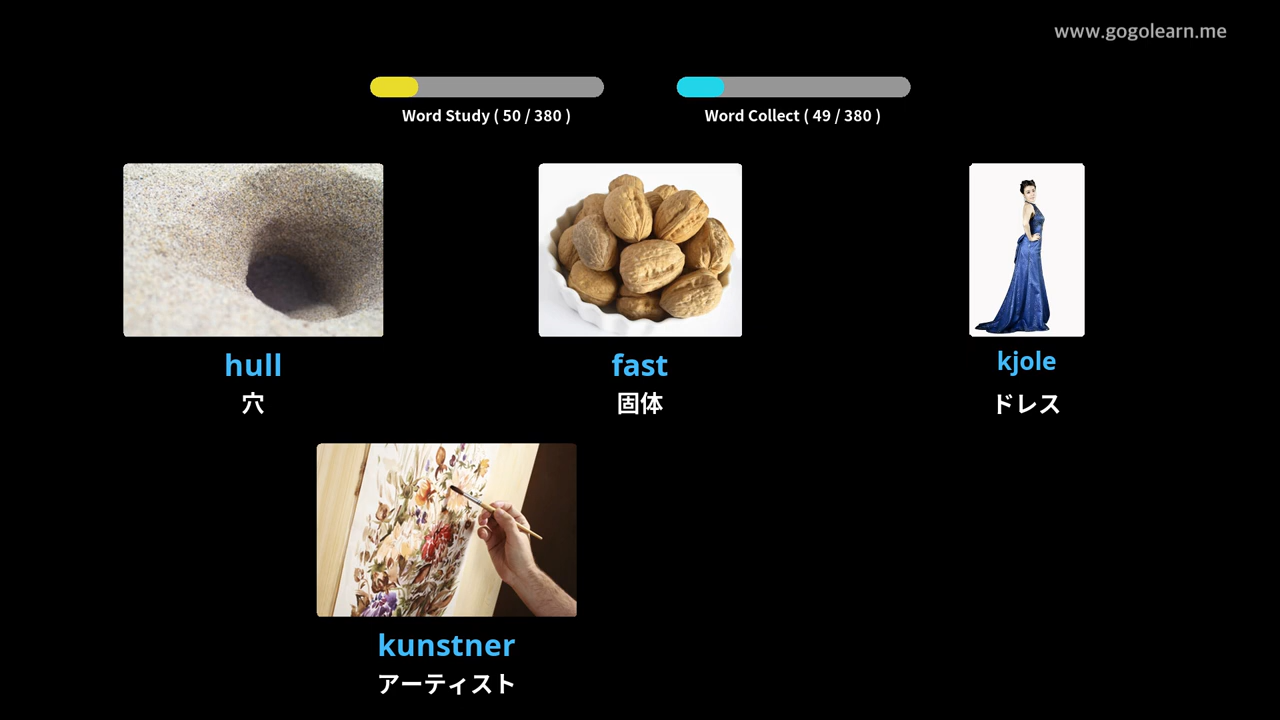 www.gogolearn.me
Word Study ( 50 / 380 )
Word Collect ( 49 / 380 )
hull
穴
fast
固体
kjole
ドレス
kunstner
アーティスト